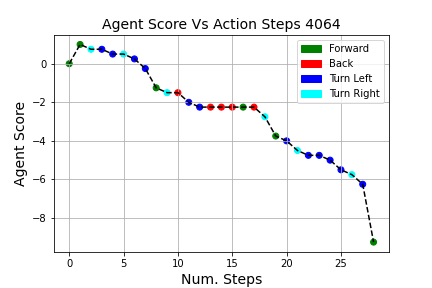 Agent Score Vs Action Steps 4064
Forward
Back
Turn Left
Turn Right
Agent Score
0
−2
−4
−6
−8
0 5 10 15 20 25
Num. Steps